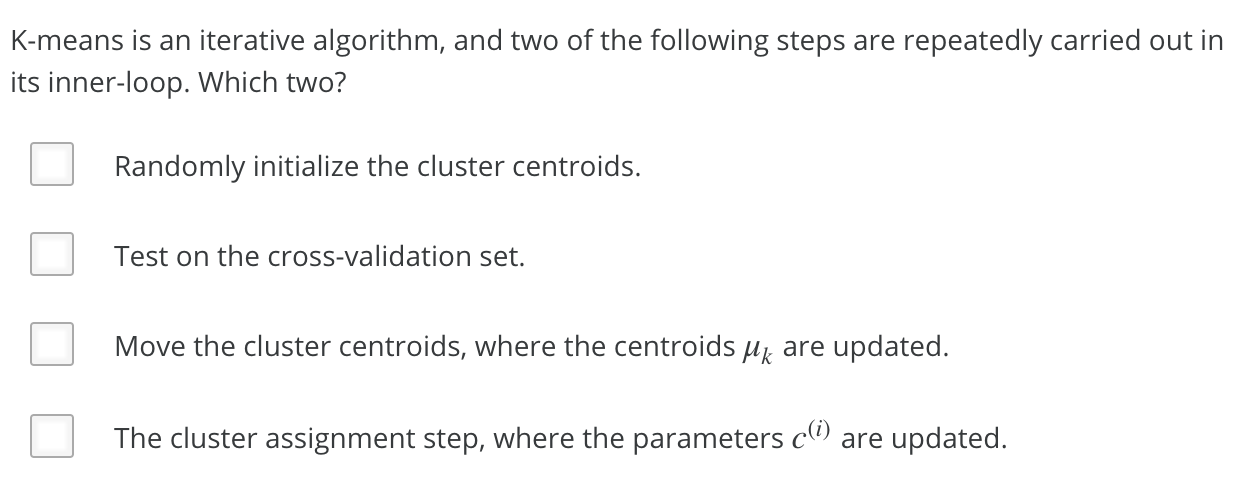 K-means is an iterative algorithm, and two of the following steps are repeatedly carried out in
its inner-loop. Which two?
Randomly initialize the cluster centroids.
Test on the cross-validation set.
Move the cluster centroids, where the centroids μₖ are updated.
The cluster assignment step, where the parameters c⁽ⁱ⁾ are updated.